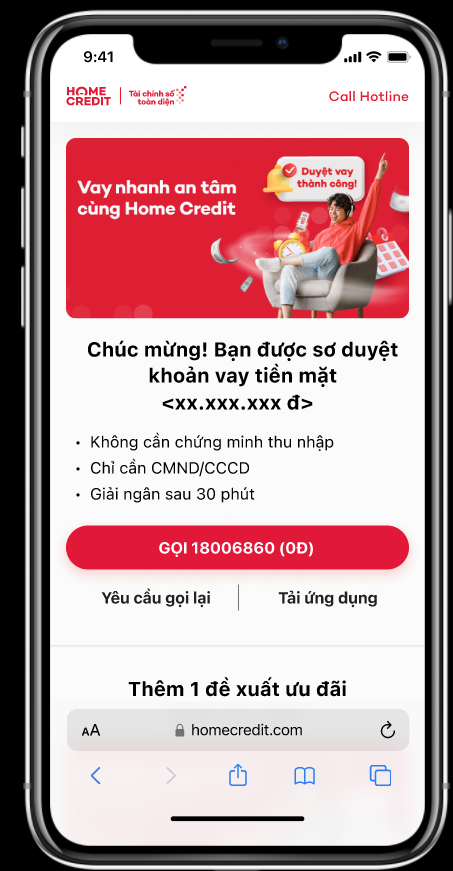 9:41
HOME
CREDIT
Tài chính số
toàn diện
Call Hotline
Vay nhanh an tâm
cùng Home Credit
Duyệt vay
thành công!
Chúc mừng! Bạn được sơ duyệt
khoản vay tiền mặt
<xx.xxx.xxx đ>
• Không cần chứng minh thu nhập
• Chỉ cần CMND/CCCD
• Giải ngân sau 30 phút
GỌI 18006860 (0Đ)
Yêu cầu gọi lại
Tải ứng dụng
Thêm 1 đề xuất ưu đãi
AA
homecredit.com